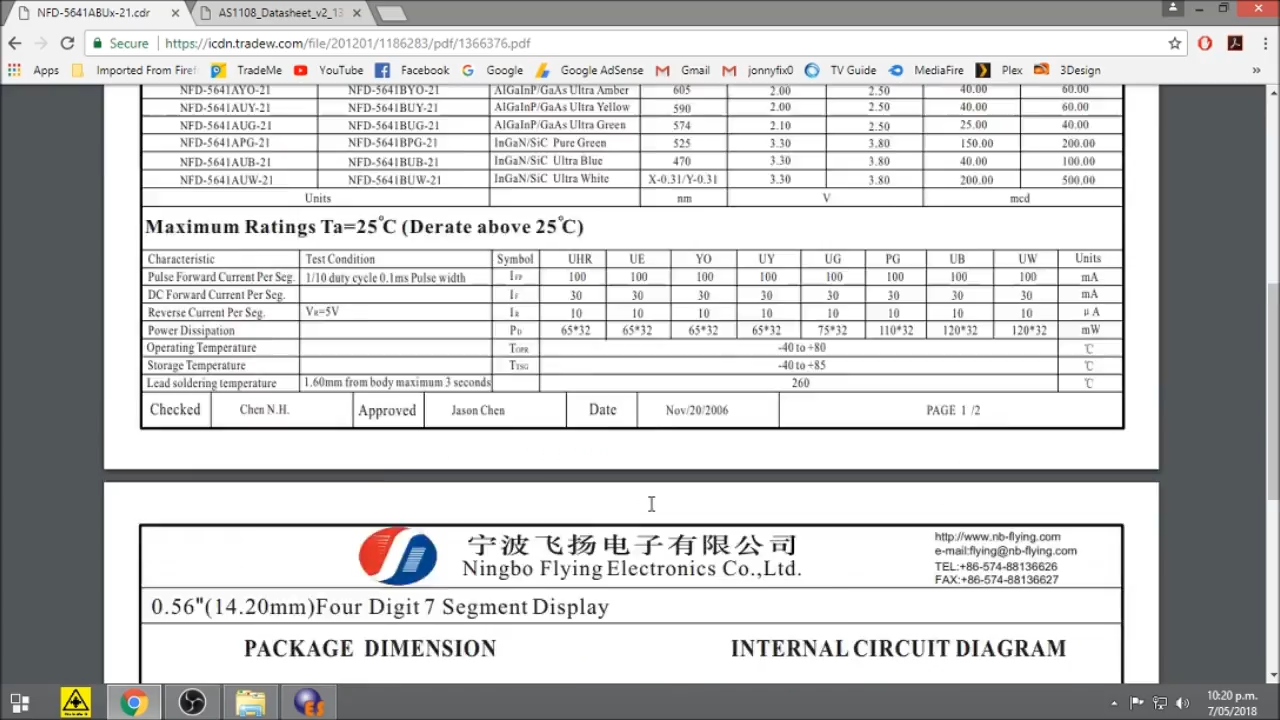 NFD-5641ABUx-21.cdr
AS1108_Datasheet_v2_13
Secure https://icdn.tradew.com/file/201201/1186283/pdf/1366376.pdf
Apps Imported From Firef TradeMe YouTube Facebook Google Google AdSense Gmail jonnyfix0 TV Guide MediaFire Plex 3Design »
NFD-5641AYO-21 NFD-5641BYO-21 AlGaInP/GaAs Ultra Amber 605 2.00 2.50 40.00 60.00
NFD-5641AUY-21 NFD-5641BUY-21 AlGaInP/GaAs Ultra Yellow 590 2.00 2.50 40.00 60.00
NFD-5641AUG-21 NFD-5641BUG-21 AlGaInP/GaAs Ultra Green 574 2.10 2.50 25.00 40.00
NFD-5641APG-21 NFD-5641BPG-21 InGaN/SiC Pure Green 525 3.30 3.80 150.00 200.00
NFD-5641AUB-21 NFD-5641BUB-21 InGaN/SiC Ultra Blue 470 3.30 3.80 40.00 100.00
NFD-5641AUW-21 NFD-5641BUW-21 InGaN/SiC Ultra White X-0.31/Y-0.31 3.30 3.80 200.00 500.00
Units nm V mcd
Maximum Ratings Ta=25℃ (Derate above 25℃)
Characteristic Test Condition Symbol UHR UE YO UY UG PG UB UW Units
Pulse Forward Current Per Seg. 1/10 duty cycle 0.1ms Pulse width IFP 100 100 100 100 100 100 100 100 mA
DC Forward Current Per Seg. IF 30 30 30 30 30 30 30 30 mA
Reverse Current Per Seg. VR=5V IR 10 10 10 10 10 10 10 10 μA
Power Dissipation PD 65*32 65*32 65*32 65*32 75*32 110*32 120*32 120*32 mW
Operating Temperature TOPR -40 to +80 ℃
Storage Temperature TTSG -40 to +85 ℃
Lead soldering temperature 1.60mm from body maximum 3 seconds 260 ℃
Checked Chen N.H. Approved Jason Chen Date Nov/20/2006 PAGE 1 /2
宁波飞扬电子有限公司
Ningbo Flying Electronics Co.,Ltd.
http://www.nb-flying.com
e-mail:flying@nb-flying.com
TEL:+86-574-88136626
FAX:+86-574-88136627
0.56"(14.20mm)Four Digit 7 Segment Display
PACKAGE DIMENSION INTERNAL CIRCUIT DIAGRAM
ES
10:20 p.m.
7/05/2018